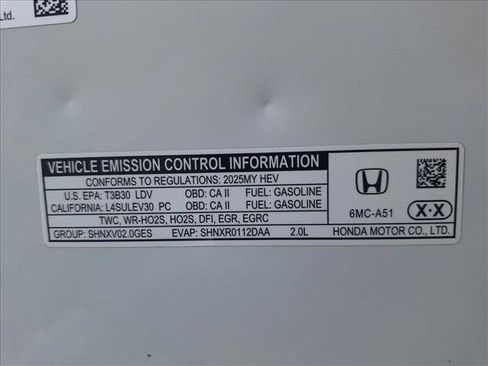 Ltd.
VEHICLE EMISSION CONTROL INFORMATION
CONFORMS TO REGULATIONS: 2025MY HEV
U.S. EPA: T3B30 LDV OBD: CA II FUEL: GASOLINE
CALIFORNIA: L4SULEV30 PC OBD: CA II FUEL: GASOLINE
TWC, WR-HO2S, HO2S, DFI, EGR, EGRC
GROUP: SHNXV02.0GES EVAP: SHNXR0112DAA 2.0L
6MC-A51 X·X
HONDA MOTOR CO., LTD.